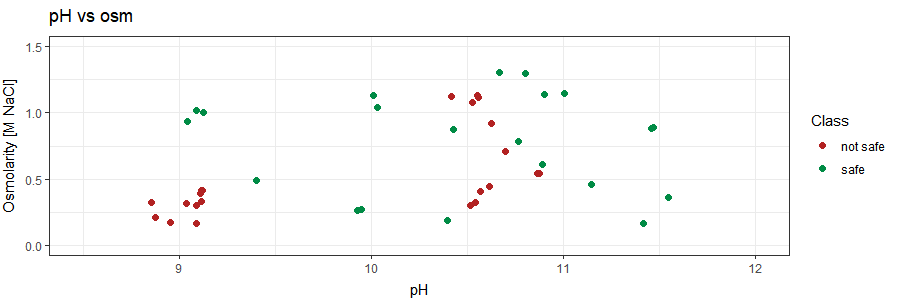 pH vs osm
1.5
1.0
0.5
0.0
Osmolarity [M NaCl]
9 10 11 12
pH
Class
not safe
safe